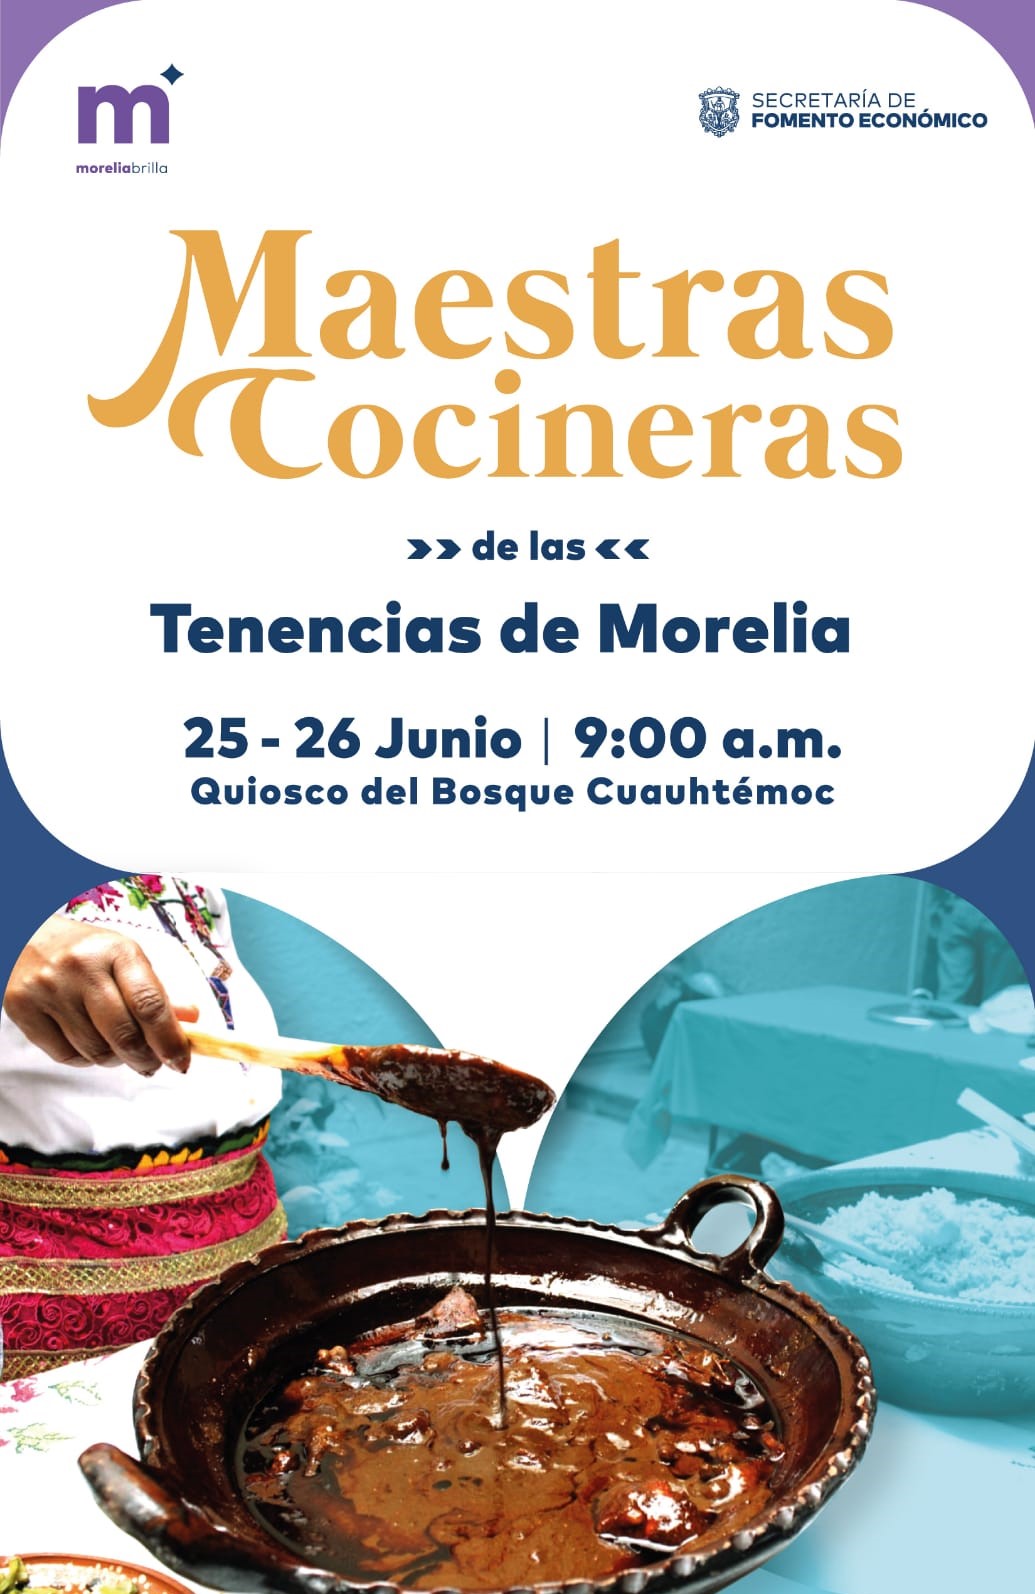 m
moreliabrilla
SECRETARÍA DE
FOMENTO ECONÓMICO
Maestras
Cocineras
de las
Tenencias de Morelia
25 - 26 Junio | 9:00 a.m.
Quiosco del Bosque Cuauhtémoc